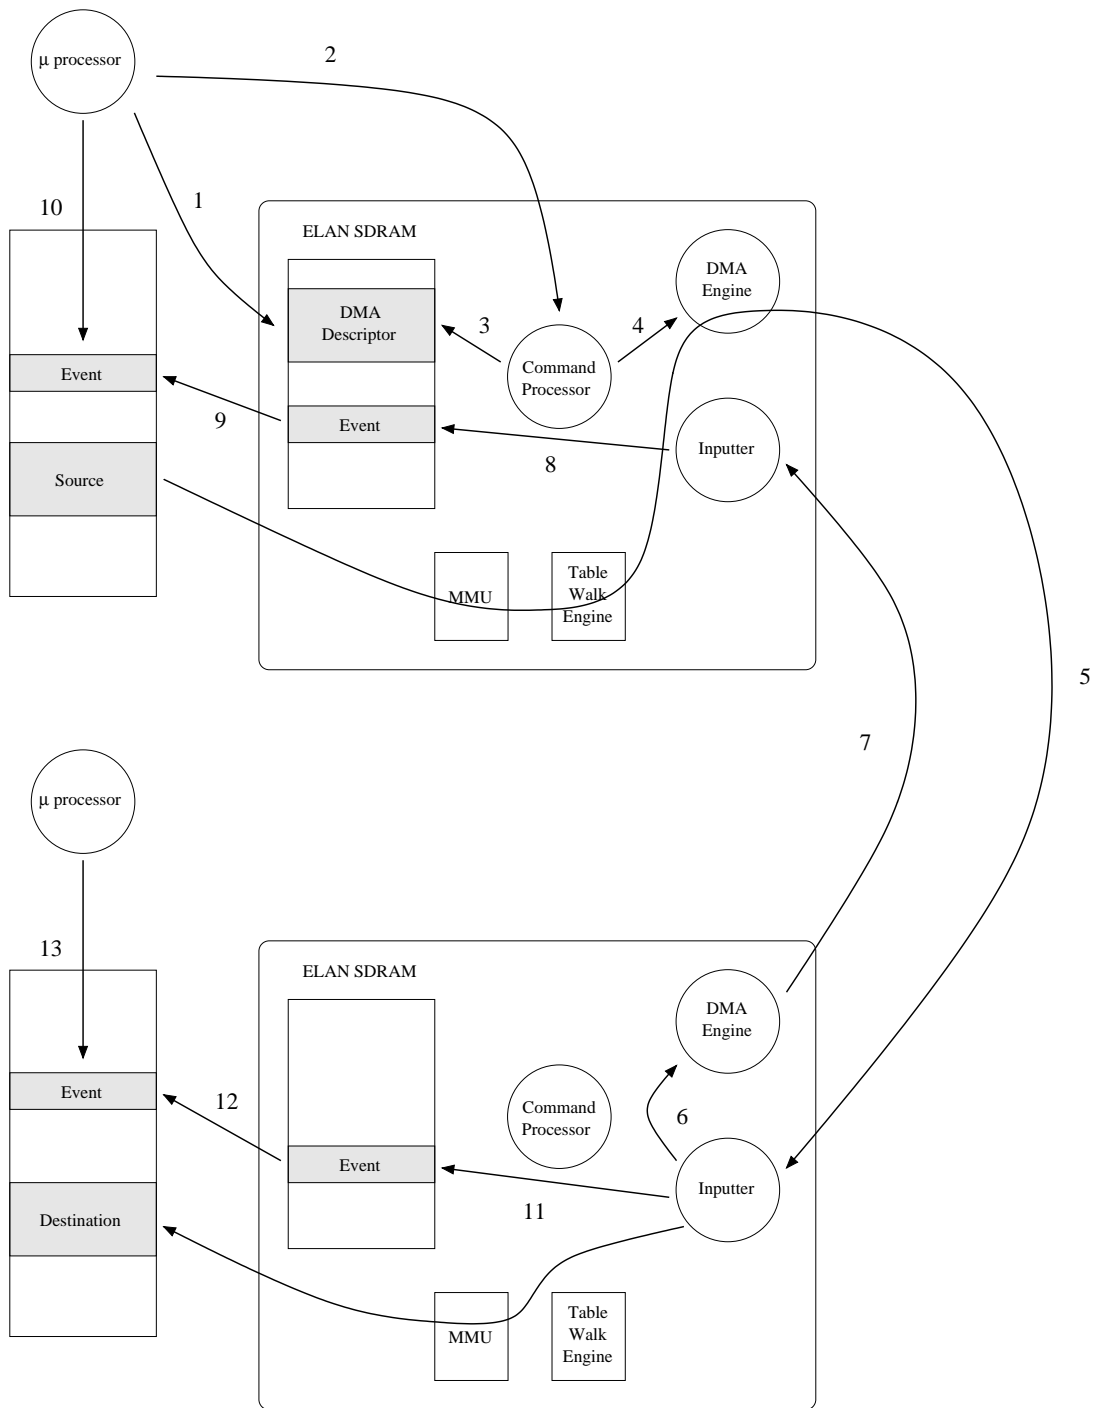 μ processor
2
1
10
ELAN SDRAM
DMA
Engine
DMA
Descriptor
3
4
Command
Processor
Event
9
Event
8
Inputter
Source
MMU
Table
Walk
Engine
5
7
μ processor
13
ELAN SDRAM
DMA
Engine
Event
12
Command
Processor
6
Event
11
Inputter
Destination
MMU
Table
Walk
Engine